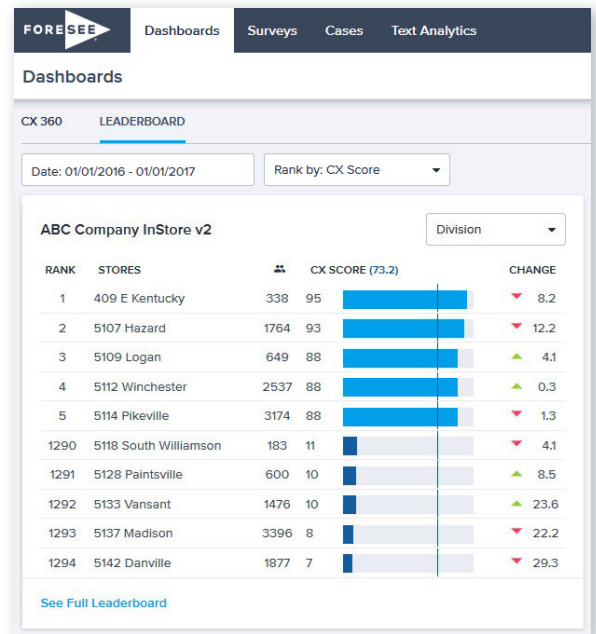 FORESEE Dashboards Surveys Cases Text Analytics
Dashboards
CX 360 LEADERBOARD
Date: 01/01/2016 - 01/01/2017 Rank by: CX Score
ABC Company InStore v2 Division
RANK STORES CX SCORE (73.2) CHANGE
1 409 E Kentucky 338 95 8.2
2 5107 Hazard 1764 93 12.2
3 5109 Logan 649 88 4.1
4 5112 Winchester 2537 88 0.3
5 5114 Pikeville 3174 88 1.3
1290 5118 South Williamson 183 11 4.1
1291 5128 Paintsville 600 10 8.5
1292 5133 Vansant 1476 10 23.6
1293 5137 Madison 3396 8 22.2
1294 5142 Danville 1877 7 29.3
See Full Leaderboard